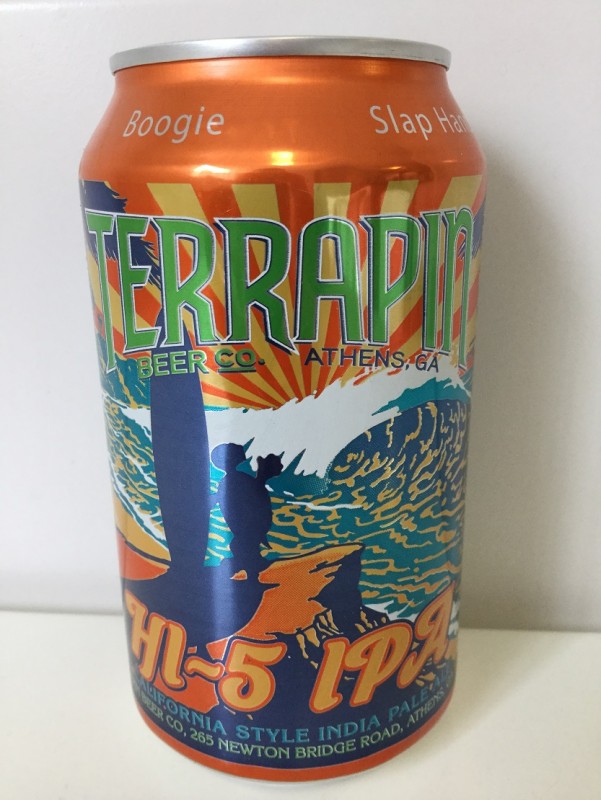 Boogie Slap
TERRAPIN
BEER CO. ATHENS, GA
HI~5 IPA
CALIFORNIA STYLE INDIA PALE
BEER CO, 265 NEWTON BRIDGE ROAD, ATHENS